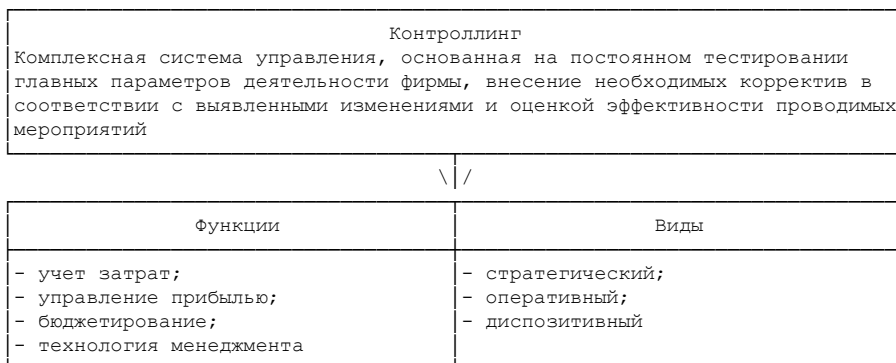 Контроллинг
Комплексная система управления, основанная на постоянном тестировании
главных параметров деятельности фирмы, внесение необходимых корректив в
соответствии с выявленными изменениями и оценкой эффективности проводимых
мероприятий
Функции
Виды
- учет затрат;
- управление прибылью;
- бюджетирование;
- технология менеджмента
- стратегический;
- оперативный;
- диспозитивный